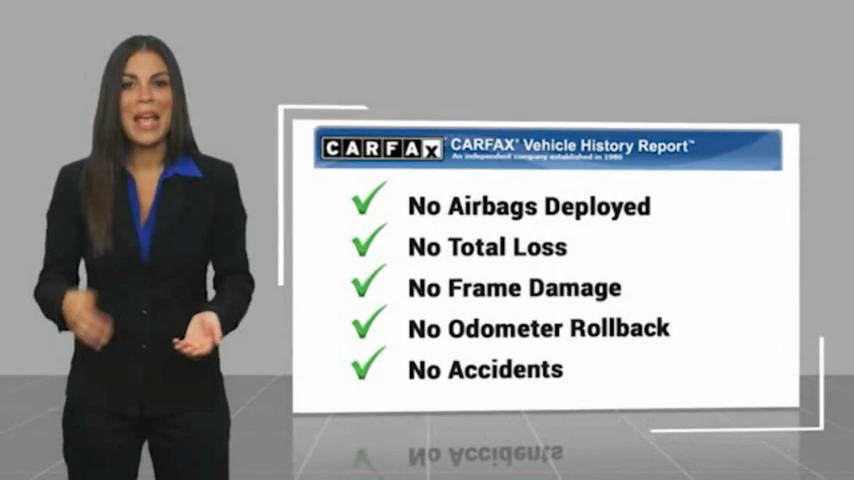 CARFAX CARFAX® Vehicle History Report™
An independent company established in 1986
No Airbags Deployed
No Total Loss
No Frame Damage
No Odometer Rollback
No Accidents
No Accidents